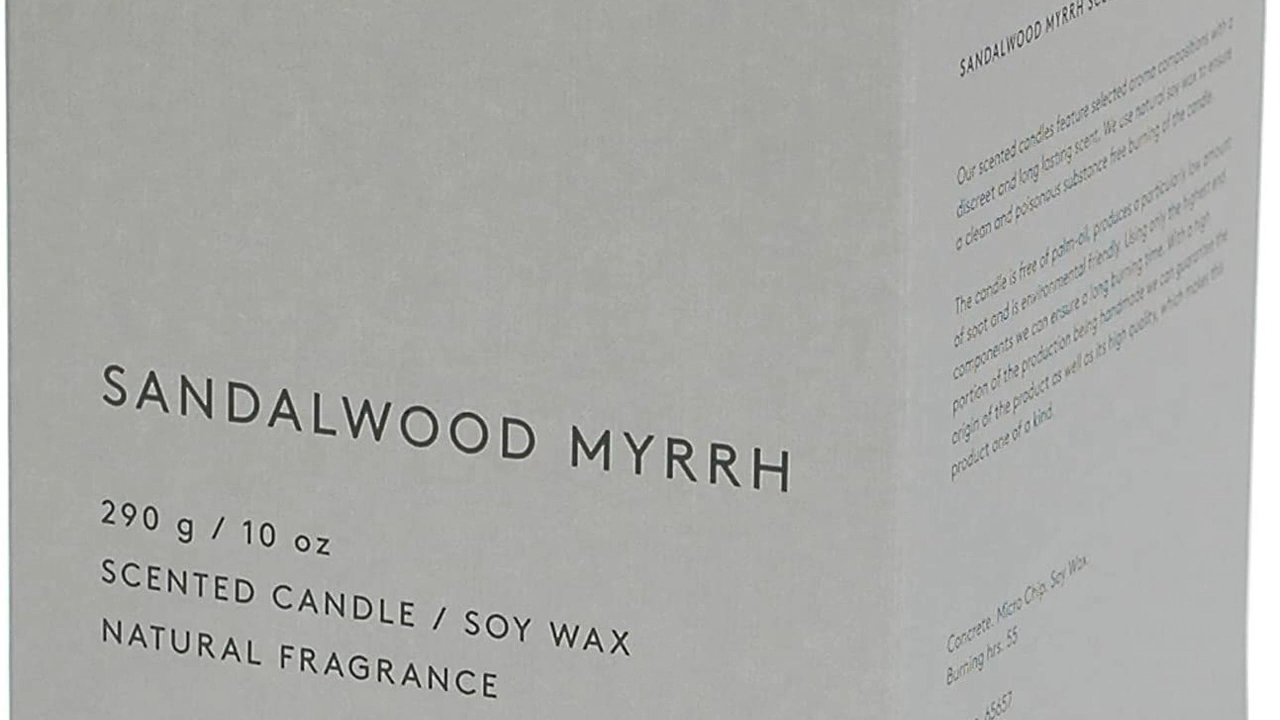 SANDALWOOD MYRRH
290 g / 10 oz
SCENTED CANDLE / SOY WAX
NATURAL FRAGRANCE
SANDALWOOD MYRRH
Our scented candles feature selected aroma compositions with a
discreet and long lasting scent. We use natural soy wax to ensure
a clean and poisonous substance free burning of the candle.
The candle is free of palm-oil, produces a particularly low amount
of soot and is environmental friendly. Using only the highest end
components we can ensure a long burning time. With a high
portion of the production being handmade we can guarantee the
origin of the product as well as its high quality, which makes this
product one of a kind.
Concrete. Micro Chip. Soy Wax.
Burning hrs. 55
65657